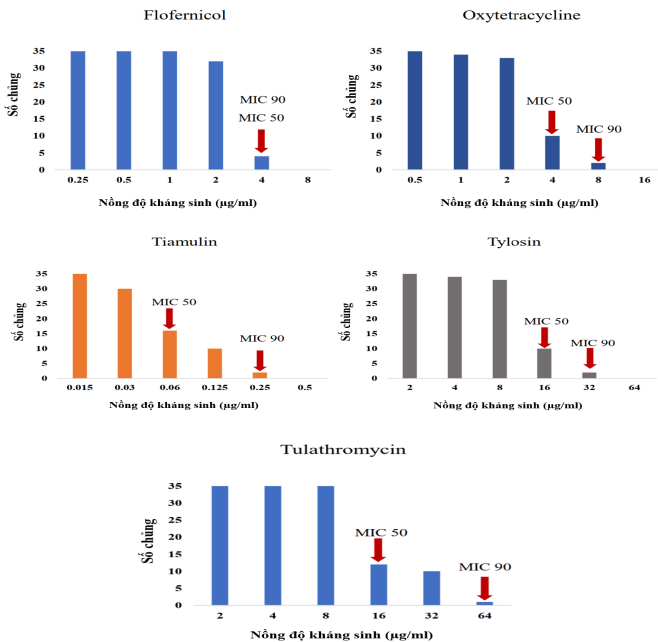 Flofernicol
Số chủng
35
30
25
20
15
10
5
0
MIC 90
MIC 50
0.25 0.5 1 2 4 8
Nồng độ kháng sinh (µg/ml)
Oxytetracycline
Số chủng
35
30
25
20
15
10
5
0
MIC 50
MIC 90
0.5 1 2 4 8 16
Nồng độ kháng sinh (µg/ml)
Tiamulin
Số chủng
35
30
25
20
15
10
5
0
MIC 50
MIC 90
0.015 0.03 0.06 0.125 0.25 0.5
Nồng độ kháng sinh (µg/ml)
Tylosin
Số chủng
35
30
25
20
15
10
5
0
MIC 50
MIC 90
2 4 8 16 32 64
Nồng độ kháng sinh (µg/ml)
Tulathromycin
Số chủng
35
30
25
20
15
10
5
0
MIC 50
MIC 90
2 4 8 16 32 64
Nồng độ kháng sinh (µg/ml)